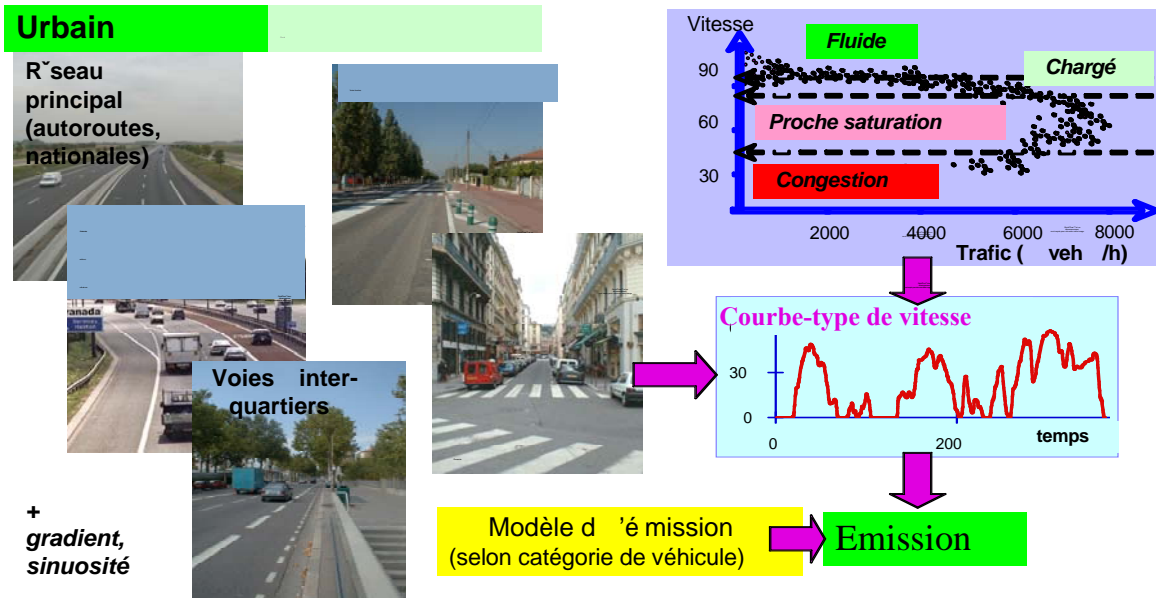 Urbain
Rˇseau
principal
(autoroutes,
nationales)
anada
Voies inter-
quartiers
+
gradient,
sinuosité
Vitesse
90
60
30
Fluide
Chargé
Proche saturation
Congestion
2000 4000 6000 8000
Trafic ( veh /h)
Courbe-type de vitesse
30
0
0 200
temps
Modèle d 'é mission
(selon catégorie de véhicule)
Emission